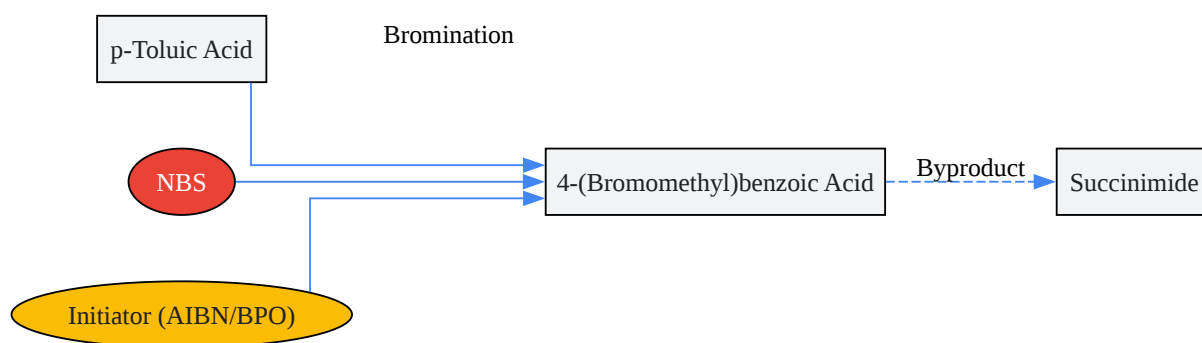 p-Toluic Acid
Bromination
NBS
4-(Bromomethyl)benzoic Acid
Byproduct
Succinimide
Initiator (AIBN/BPO)